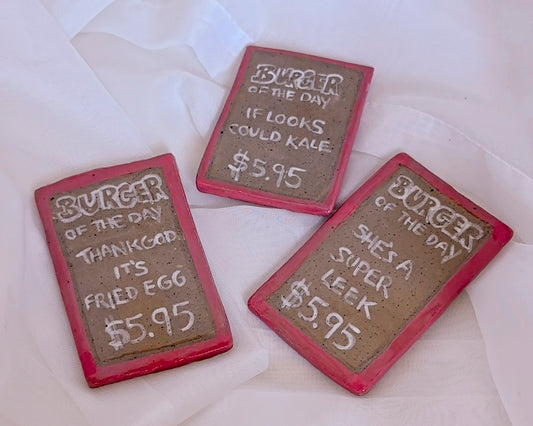 BURGER
OF THE DAY
IF LOOKS
COULD KALE
$5.95
BURGER
OF THE DAY
THANKGOD
IT'S
FRIED EGG
$5.95
BURGER
OF THE DAY
SHE'S A
SUPER
LEEK
$5.95